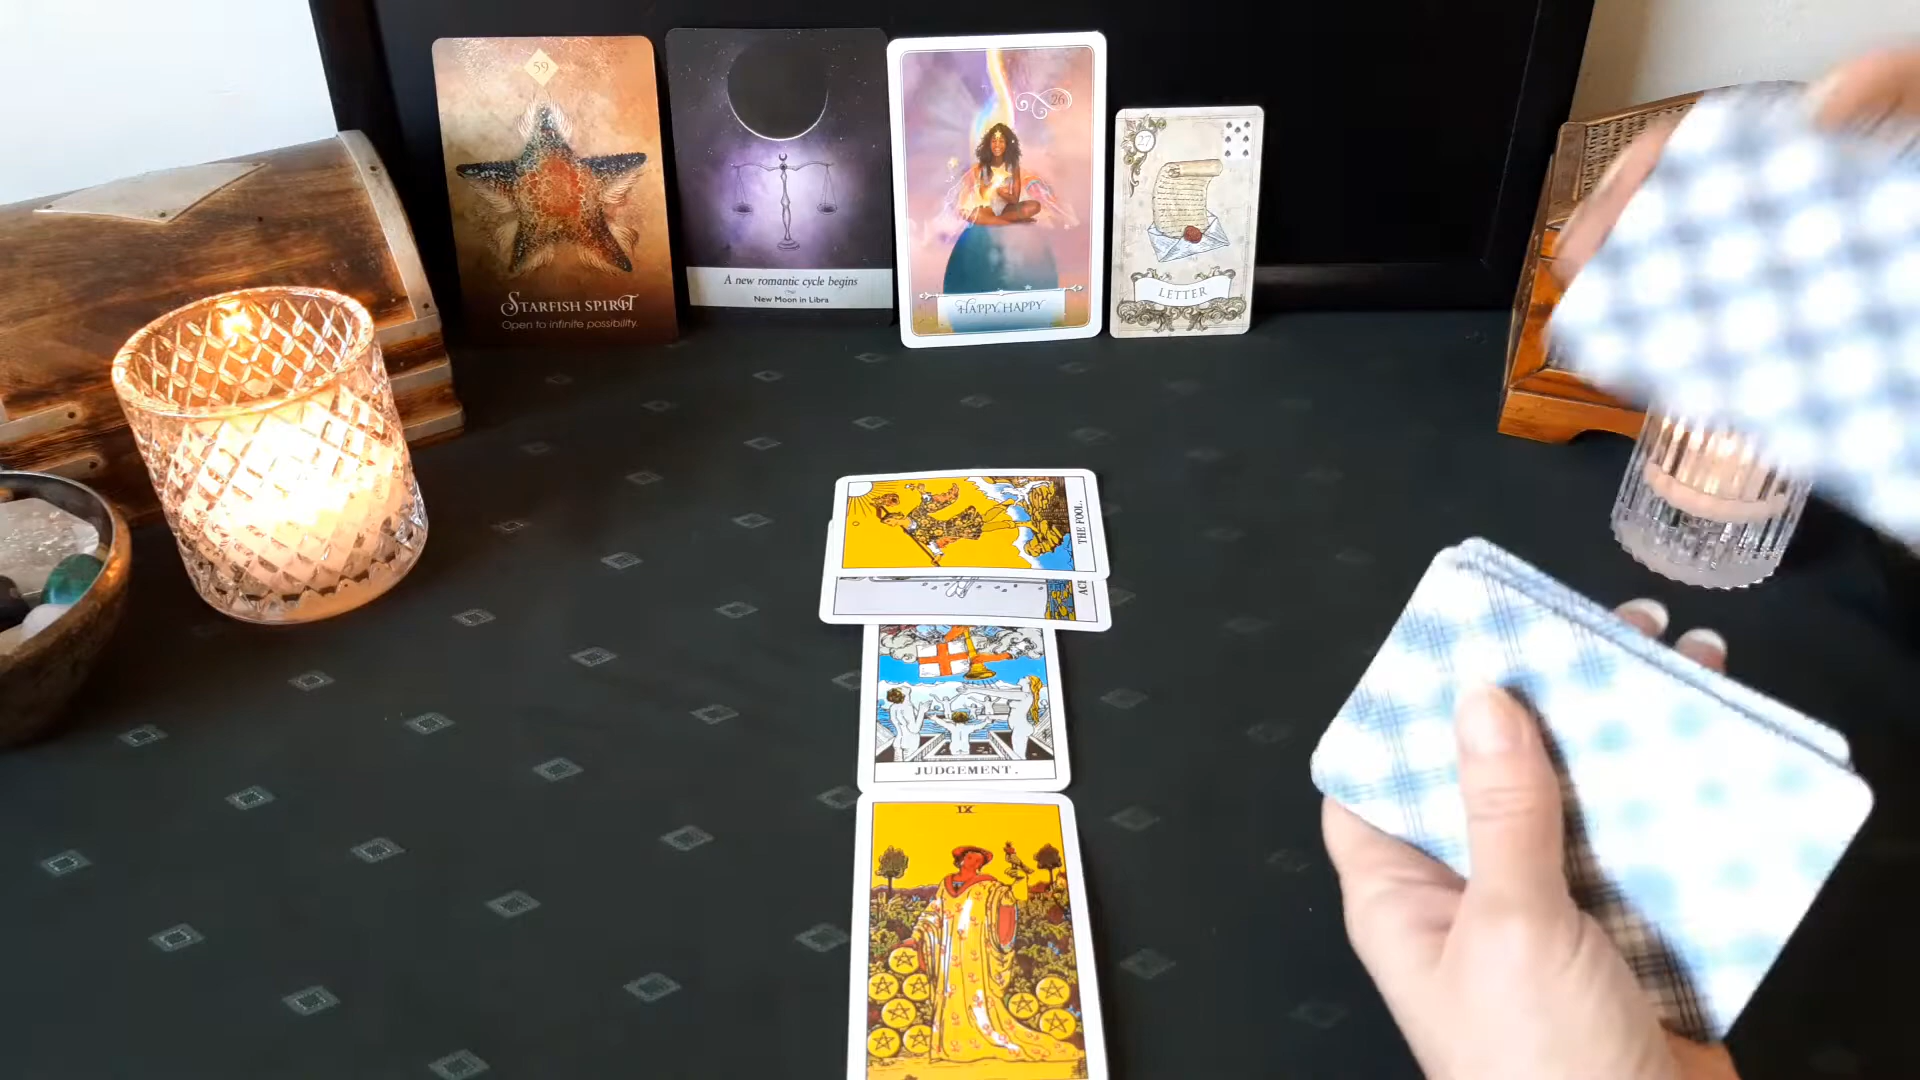 59
STARFISH SPIRIT
Open to infinite possibility.
A new romantic cycle begins
New Moon in Libra
26
HAPPY, HAPPY
27
LETTER
THE FOOL.
ACE
JUDGEMENT.
IX